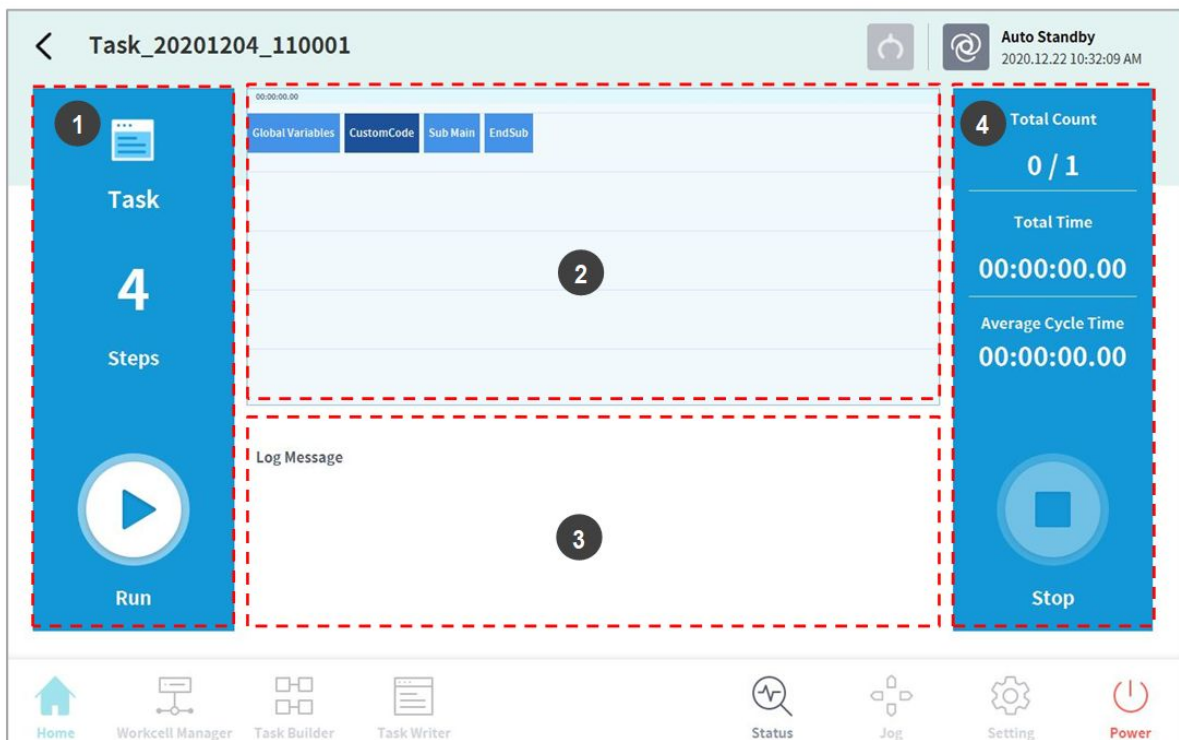 Task_20201204_110001
Auto Standby
2020.12.22 10:32:09 AM
1
Task
4
Steps
Run
00:00:00.00
Global Variables CustomCode Sub Main EndSub
2
Log Message
3
4
Total Count
0 / 1
Total Time
00:00:00.00
Average Cycle Time
00:00:00.00
Stop
Home Workcell Manager Task Builder Task Writer Status Jog Setting Power